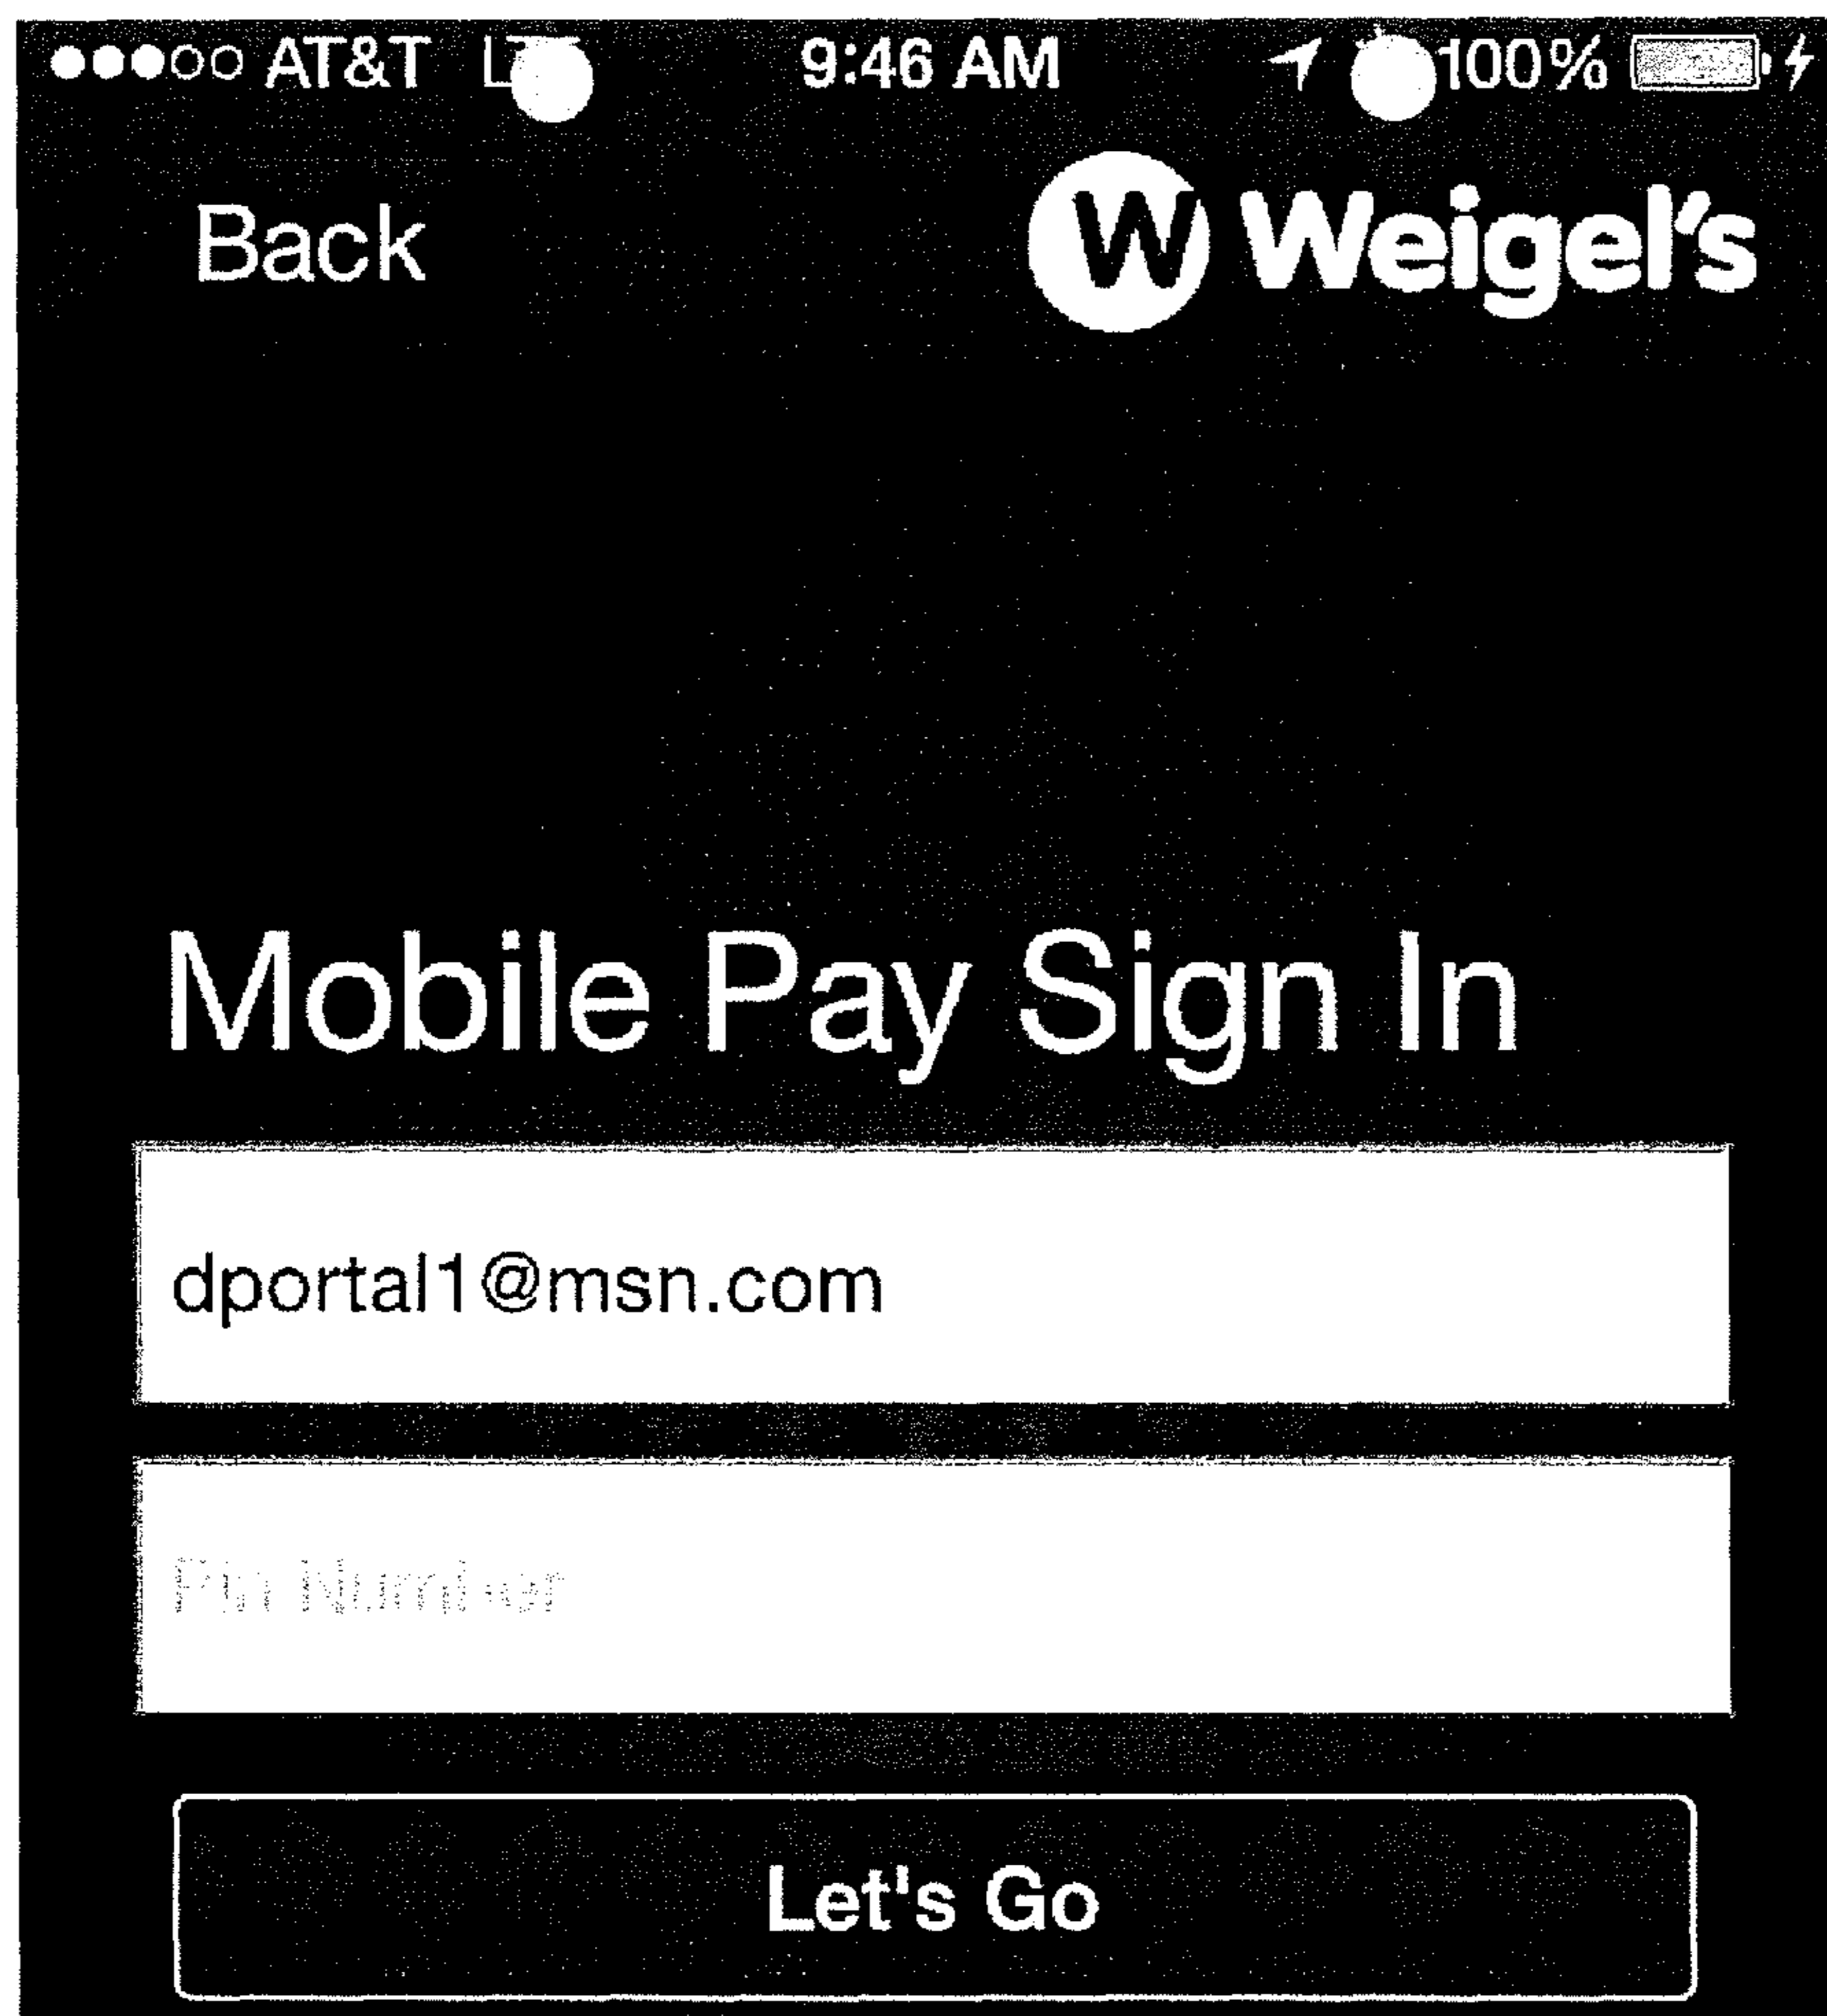 AT&T 9:46 AM 100%
Back
W Weigel's
Mobile Pay Sign In
dportal1@msn.com
Pin Number
Let's Go